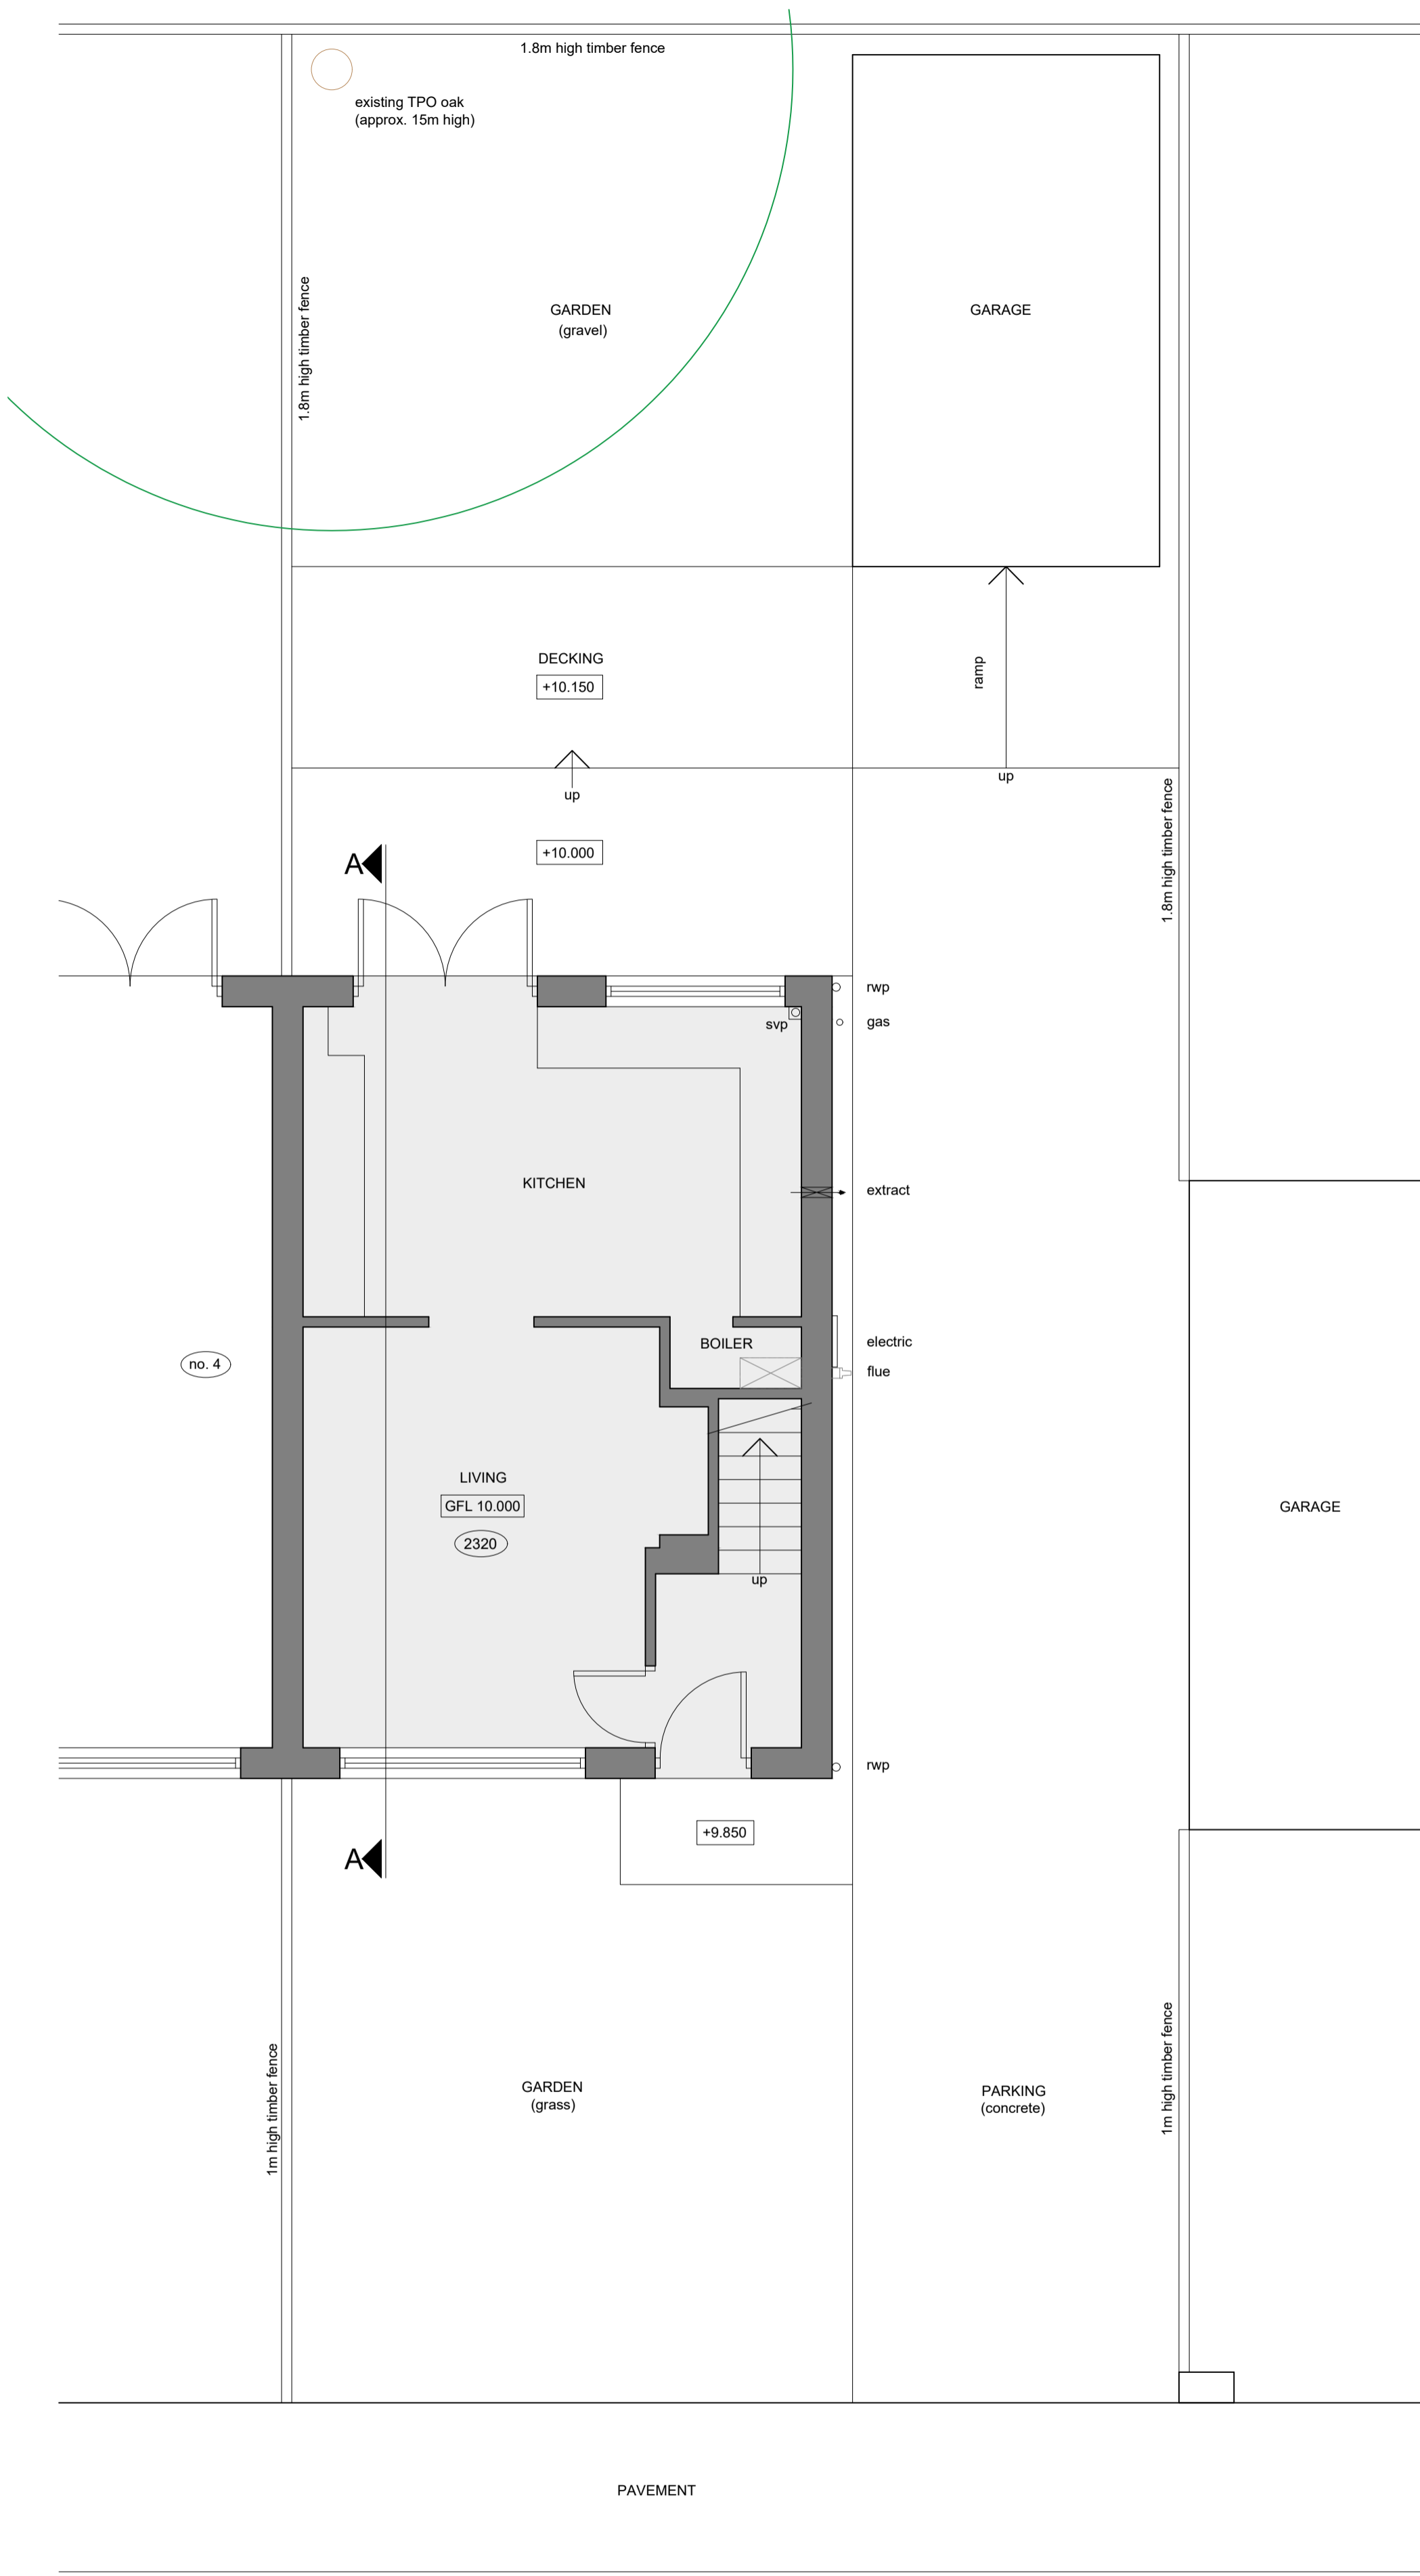 1.8m high timber fence
existing TPO oak
(approx. 15m high)
1.8m high timber fence
GARDEN
(gravel)
GARAGE
DECKING
+10.150
ramp
up
up
1.8m high timber fence
+10.000
A
rwp
svp
gas
KITCHEN
extract
BOILER
electric
no. 4
flue
LIVING
GFL 10.000
2320
GARAGE
up
rwp
+9.850
A
1m high timber fence
GARDEN
(grass)
PARKING
(concrete)
1m high timber fence
PAVEMENT